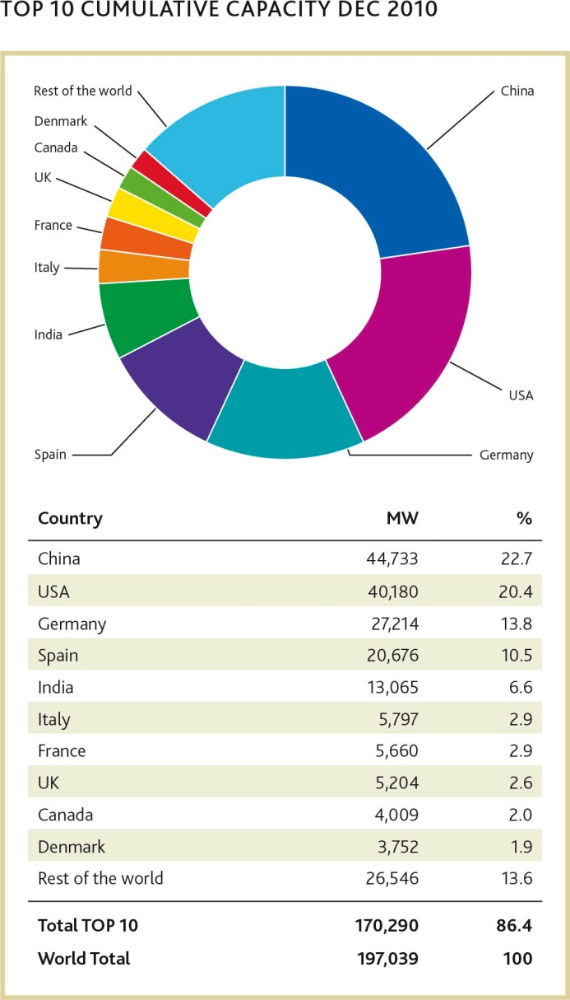 TOP 10 CUMULATIVE CAPACITY DEC 2010
Rest of the world
China
Denmark
Canada
UK
France
Italy
India
USA
Spain
Germany
Country MW %
China 44,733 22.7
USA 40,180 20.4
Germany 27,214 13.8
Spain 20,676 10.5
India 13,065 6.6
Italy 5,797 2.9
France 5,660 2.9
UK 5,204 2.6
Canada 4,009 2.0
Denmark 3,752 1.9
Rest of the world 26,546 13.6
Total TOP 10 170,290 86.4
World Total 197,039 100